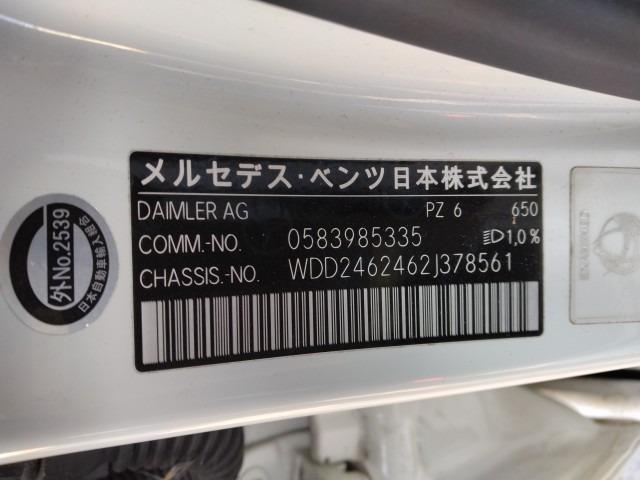 メルセデス・ベンツ日本株式会社
DAIMLER AG PZ 6 650
COMM.-NO. 0583985335 1,0%
CHASSIS.-NO. WDD2462462J378561
外No.2539
日本自動車輸入組合